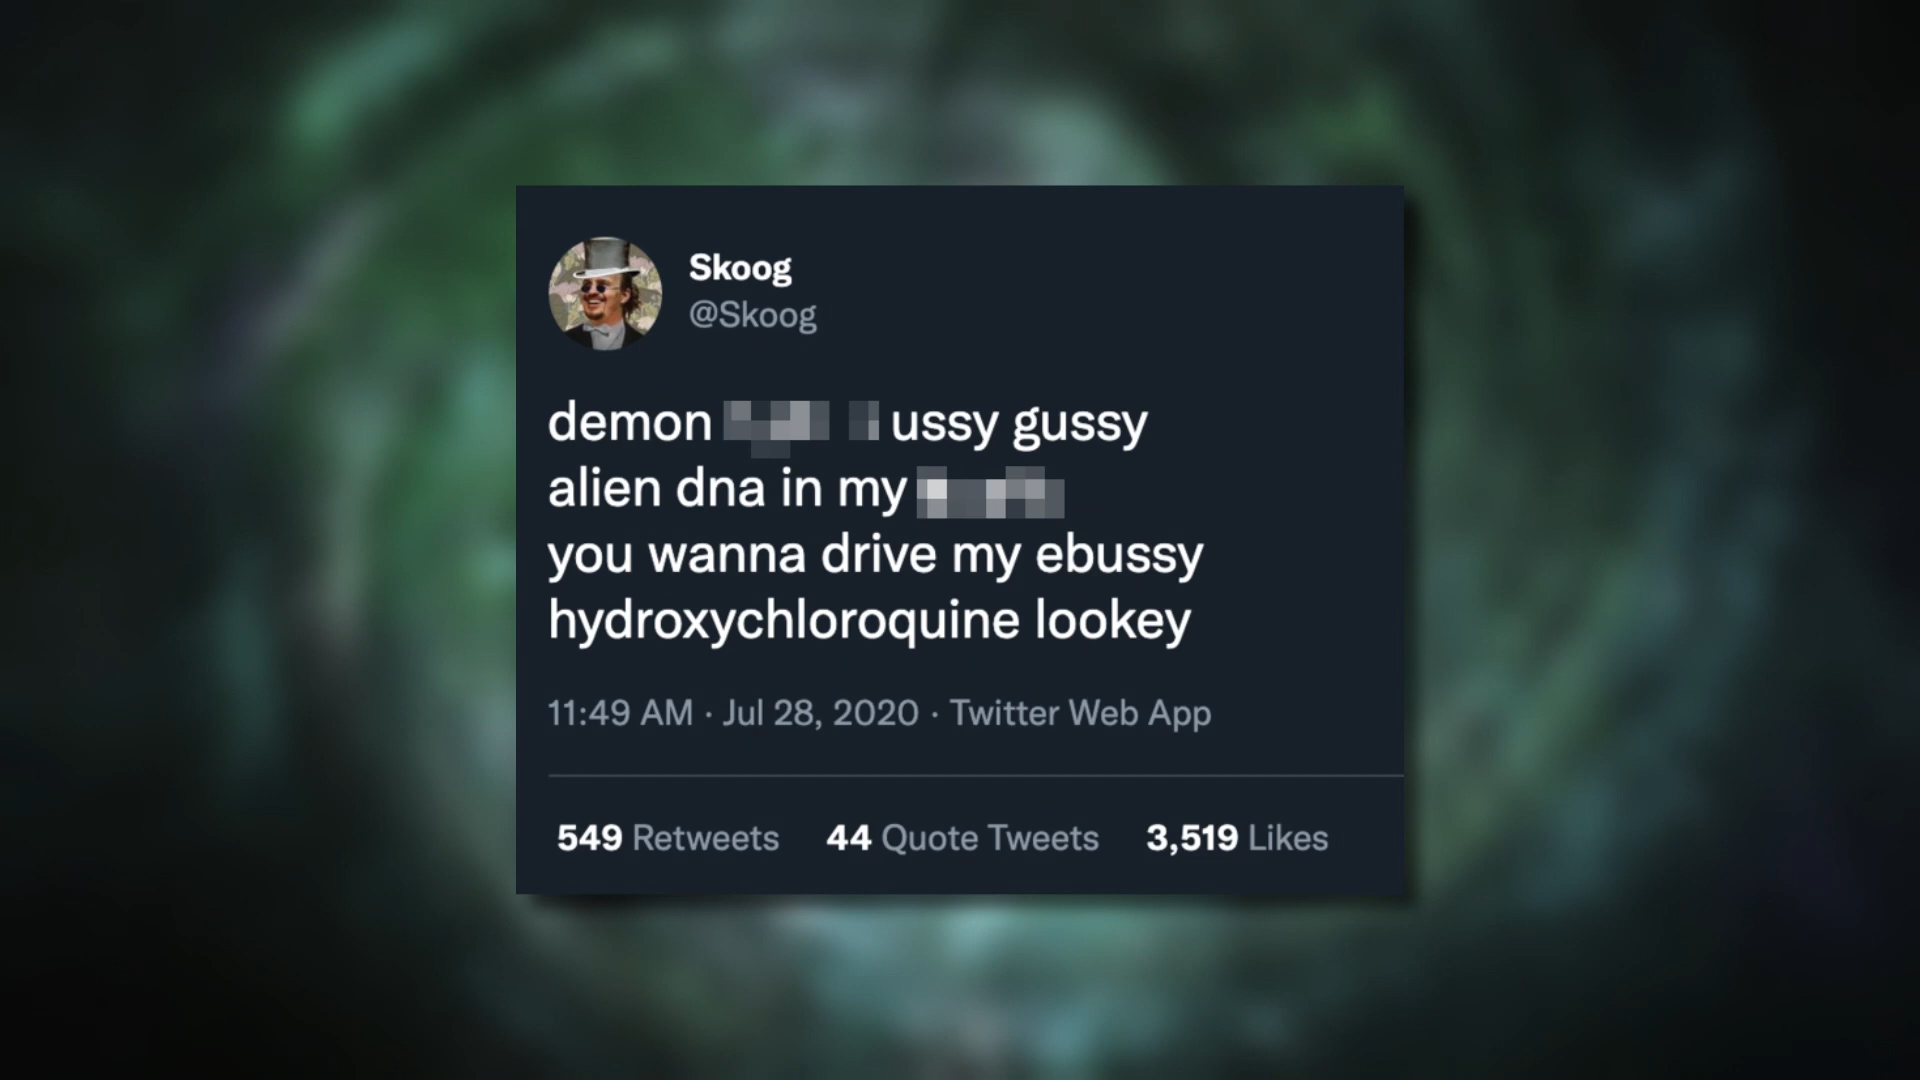 Skoog
@Skoog
demon ussy gussy
alien dna in my
you wanna drive my ebussy
hydroxychloroquine lookey
11:49 AM · Jul 28, 2020 · Twitter Web App
549 Retweets 44 Quote Tweets 3,519 Likes